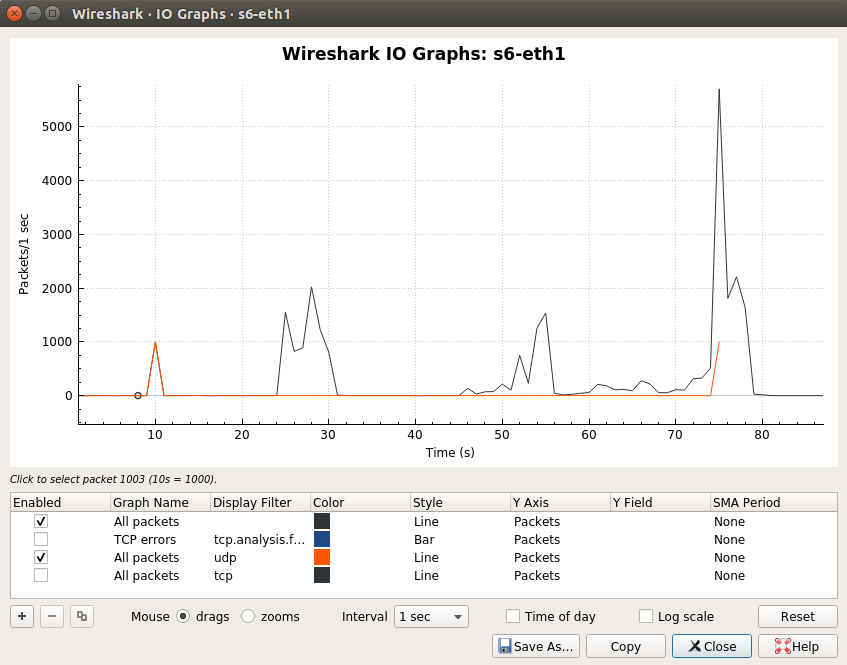 Wireshark · IO Graphs · s6-eth1
Wireshark IO Graphs: s6-eth1
5000
4000
3000
2000
1000
0
Packets/1 sec
10 20 30 40 50 60 70 80
Time (s)
Click to select packet 1003 (10s = 1000).
Enabled Graph Name Display Filter Color Style Y Axis Y Field SMA Period
All packets Line Packets None
TCP errors tcp.analysis.f... Bar Packets None
All packets udp Line Packets None
All packets tcp Line Packets None
Mouse drags zooms Interval 1 sec Time of day Log scale Reset
Save As... Copy Close Help